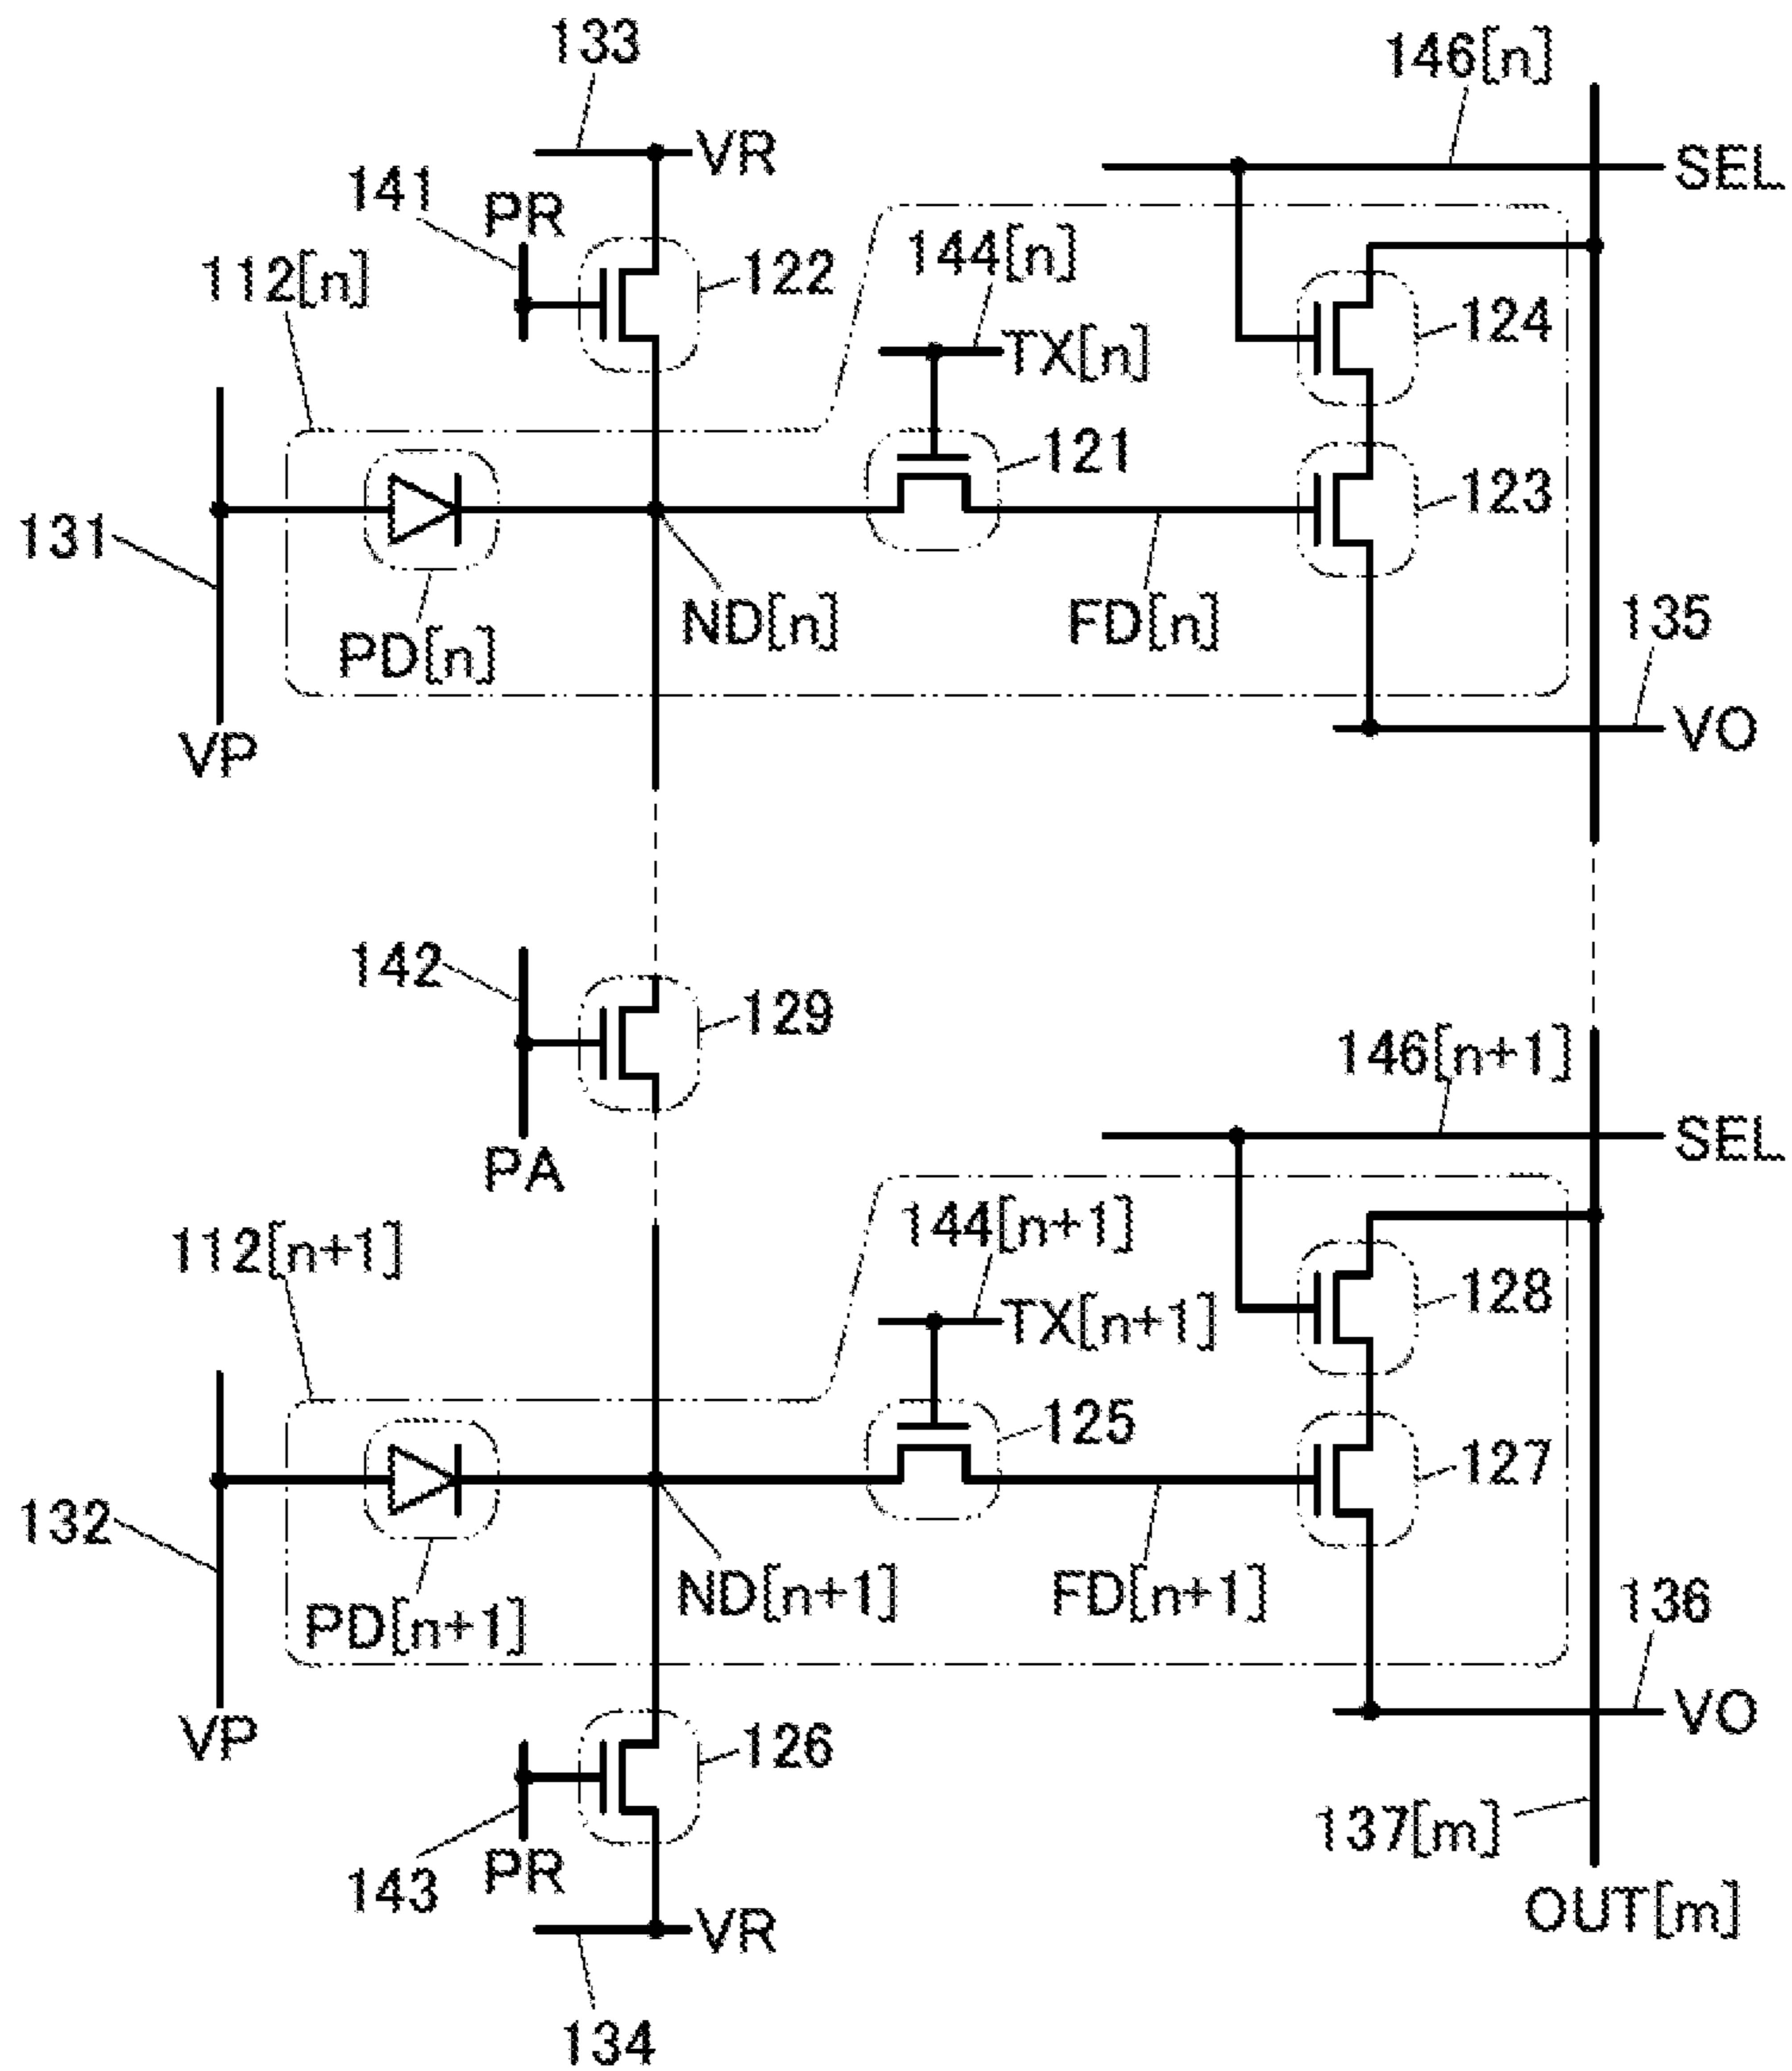 133
146[n]
VR
SEL
141
PR
144[n]
112[n]
122
124
TX[n]
121
123
131
ND[n]
FD[n]
135
PD[n]
VP
VO
142
129
146[n+1]
PA
SEL
144[n+1]
112[n+1]
128
TX[n+1]
125
127
132
ND[n+1]
FD[n+1]
136
PD[n+1]
VP
126
VO
137[m]
143
PR
VR
OUT[m]
134